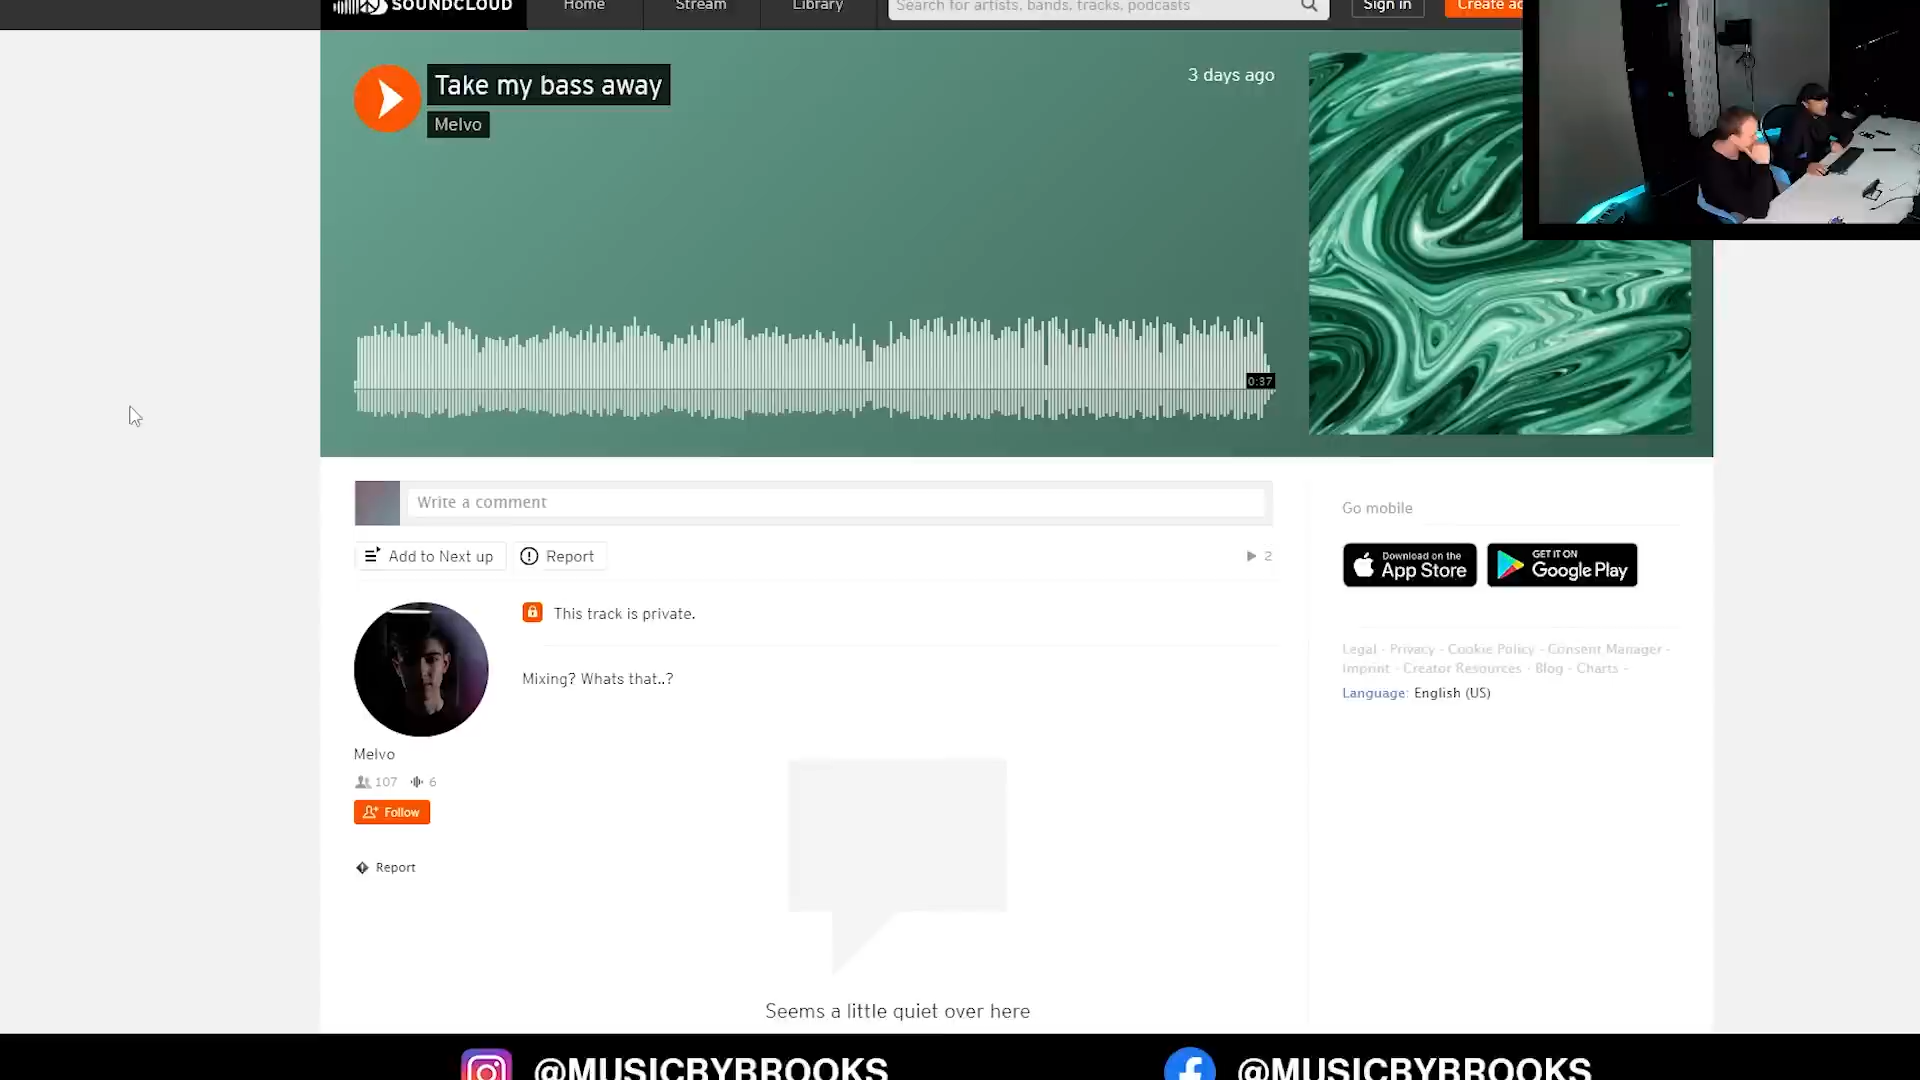 SOUNDCLOUD
Home
Stream
Library
Search for artists, bands, tracks, podcasts
Sign in
Create
Take my bass away
Melvo
3 days ago
0:37
Write a comment
Add to Next up
Report
2
This track is private.
Mixing? Whats that..?
Melvo
107
6
Follow
Report
Seems a little quiet over here
Go mobile
Download on the
App Store
GET IT ON
Google Play
Legal - Privacy - Cookie Policy - Consent Manager -
Imprint - Creator Resources - Blog - Charts -
Language: English (US)
@MUSICBYBROOKS
@MUSICBYBROOKS